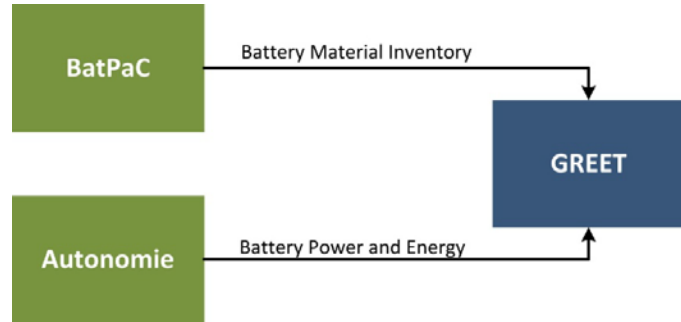 BatPaC
Battery Material Inventory
GREET
Autonomie
Battery Power and Energy